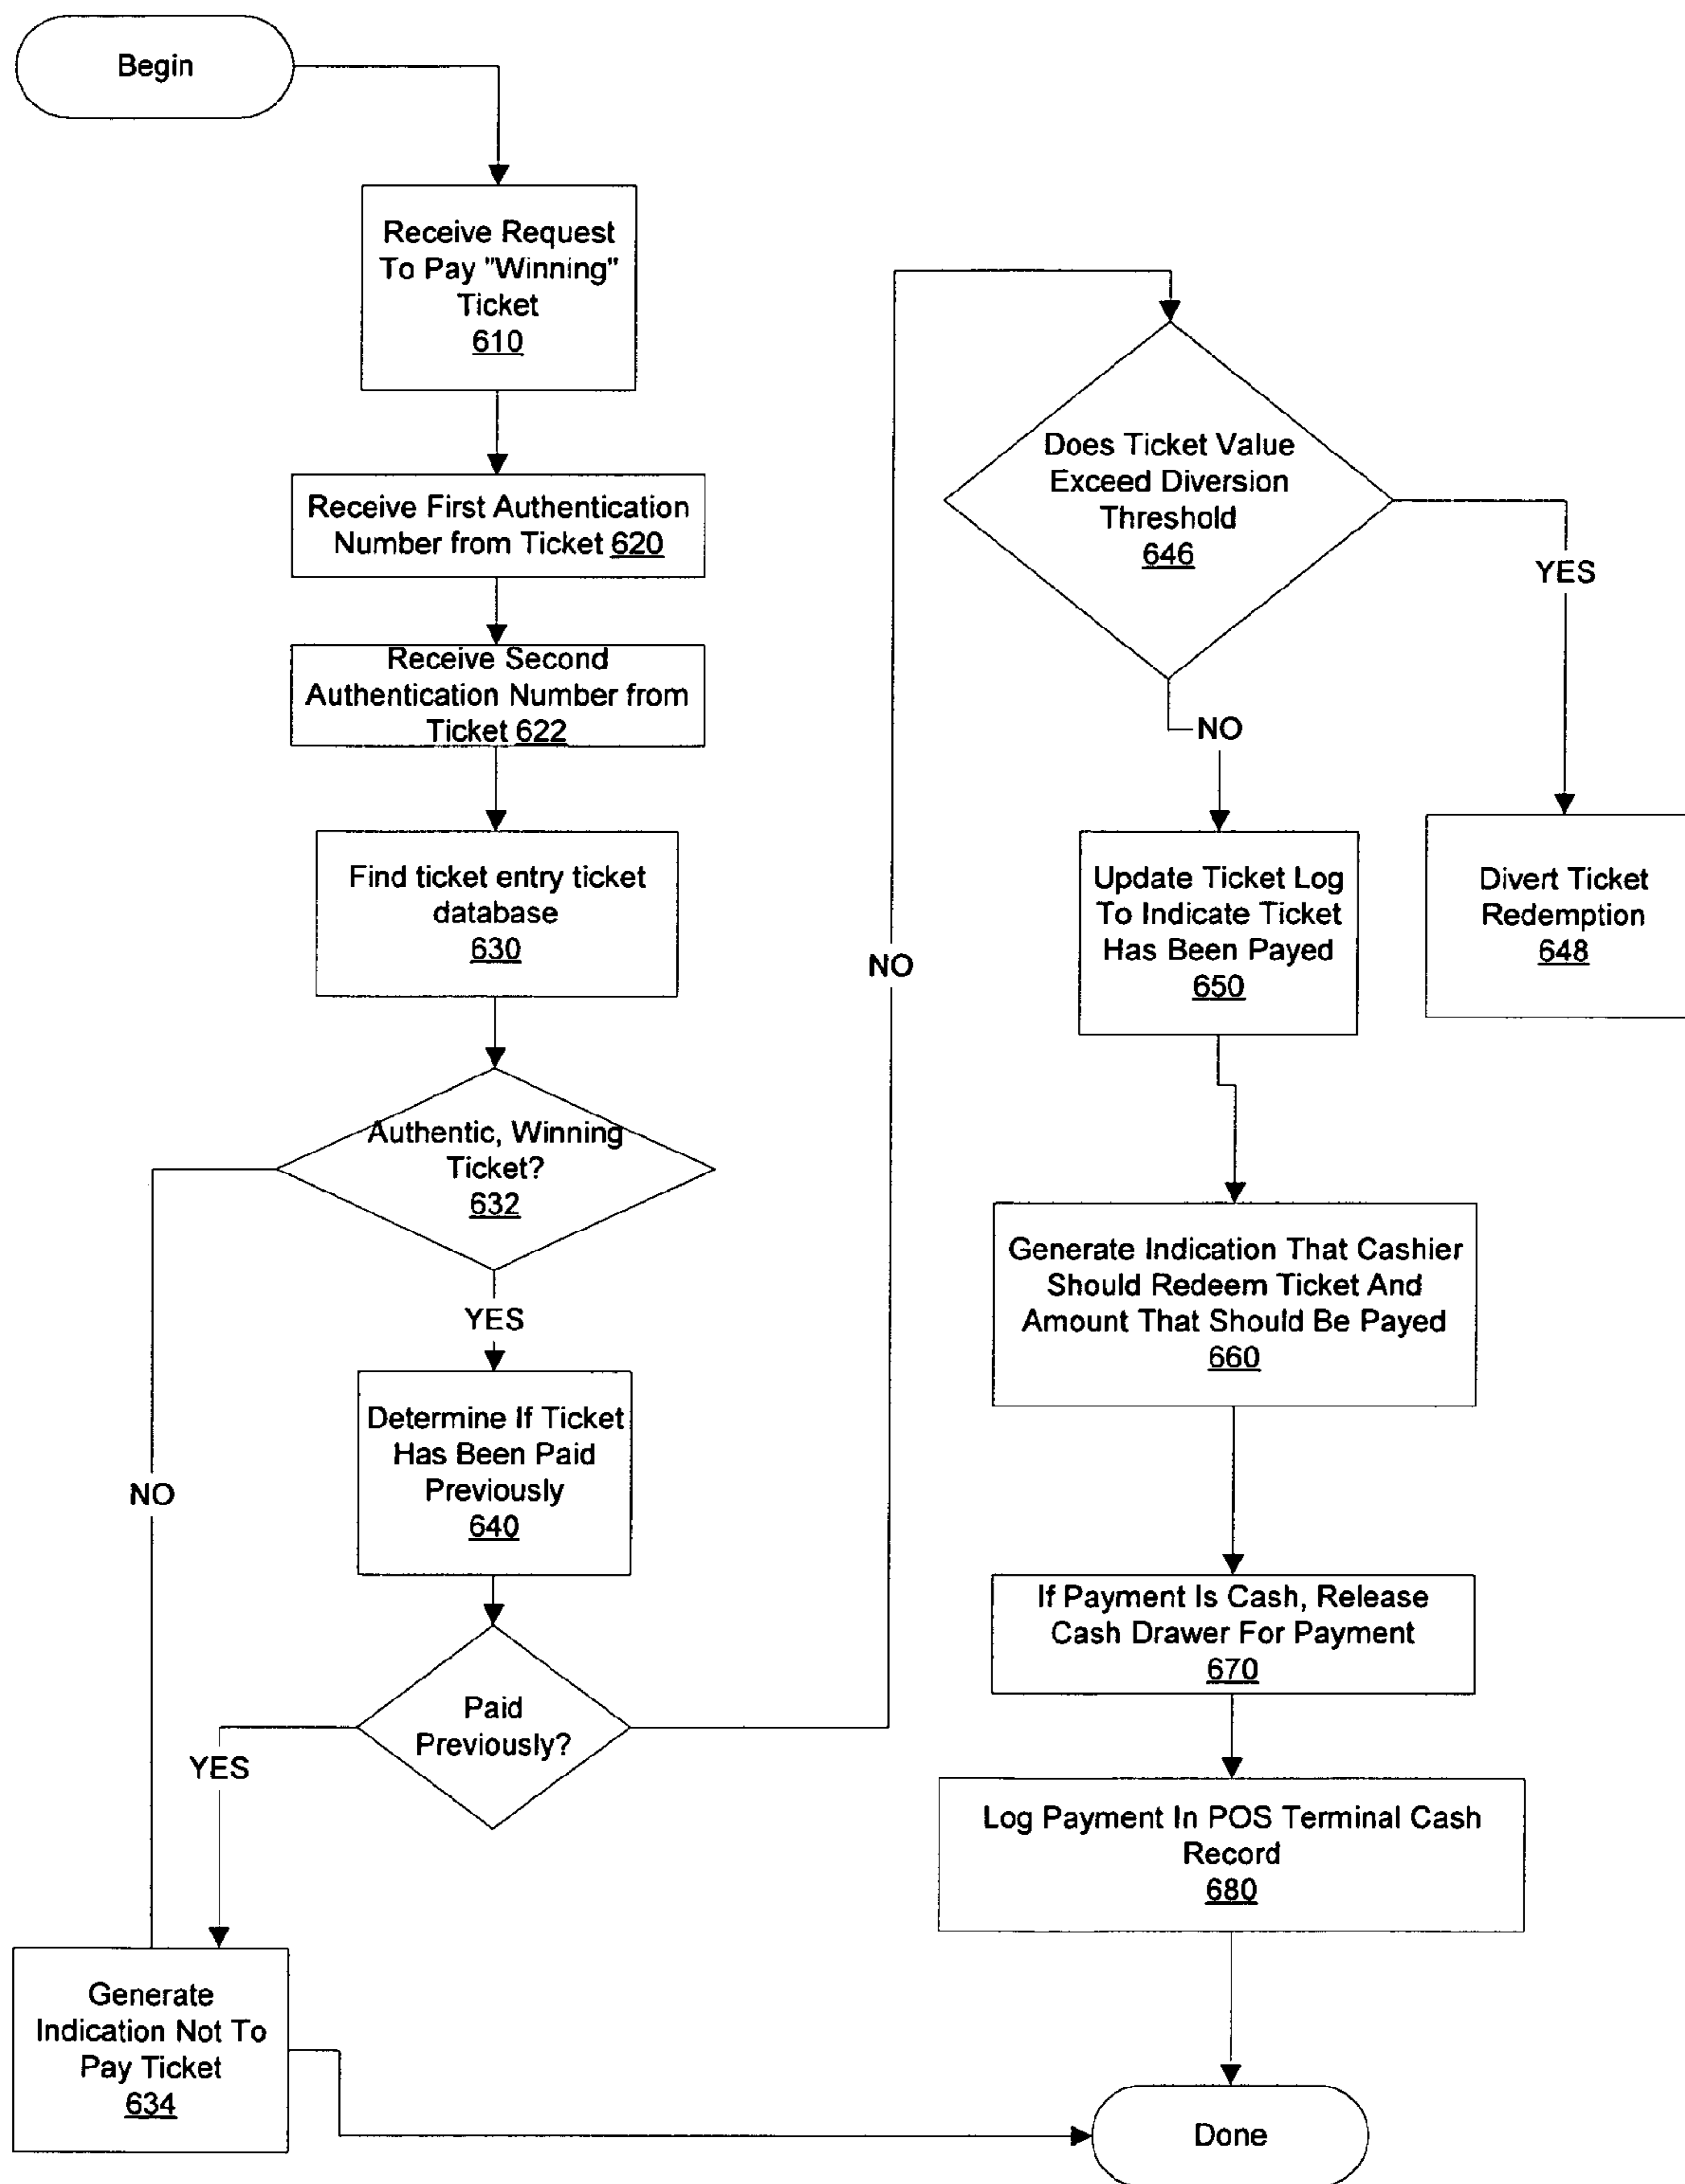 Begin
Receive Request
To Pay "Winning"
Ticket
610
Receive First Authentication
Number from Ticket 620
Receive Second
Authentication Number from
Ticket 622
Find ticket entry ticket
database
630
Authentic, Winning
Ticket?
632
YES
NO
Determine If Ticket
Has Been Paid
Previously
640
Paid
Previously?
YES
NO
Generate
Indication Not To
Pay Ticket
634
Does Ticket Value
Exceed Diversion
Threshold
646
YES
NO
Divert Ticket
Redemption
648
Update Ticket Log
To Indicate Ticket
Has Been Payed
650
Generate Indication That Cashier
Should Redeem Ticket And
Amount That Should Be Payed
660
If Payment Is Cash, Release
Cash Drawer For Payment
670
Log Payment In POS Terminal Cash
Record
680
Done